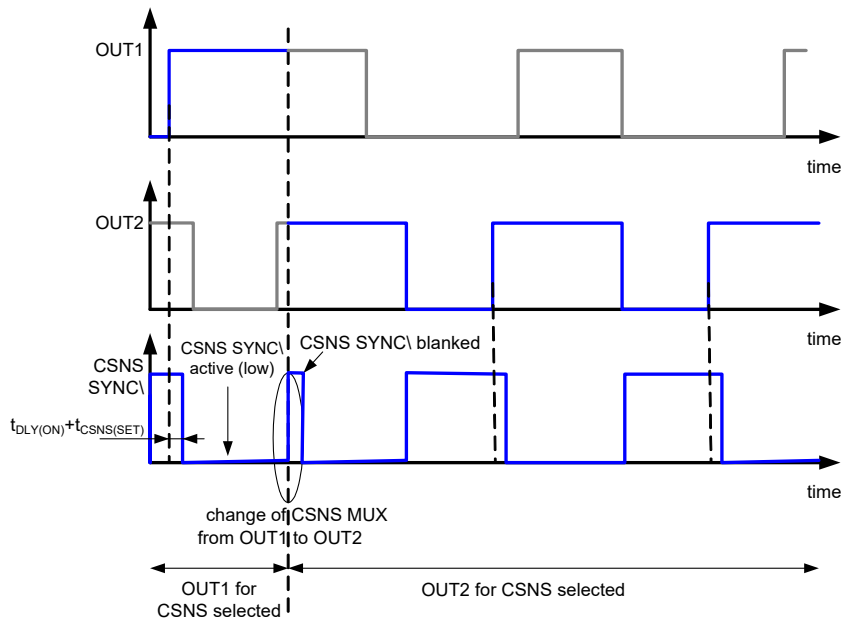 OUT1
time
OUT2
time
CSNS
SYNC\
CSNS SYNC\
active (low)
CSNS SYNC\ blanked
tDLY(ON)+tCSNS(SET)
time
change of CSNS MUX
from OUT1 to OUT2
OUT1 for
CSNS selected
OUT2 for CSNS selected